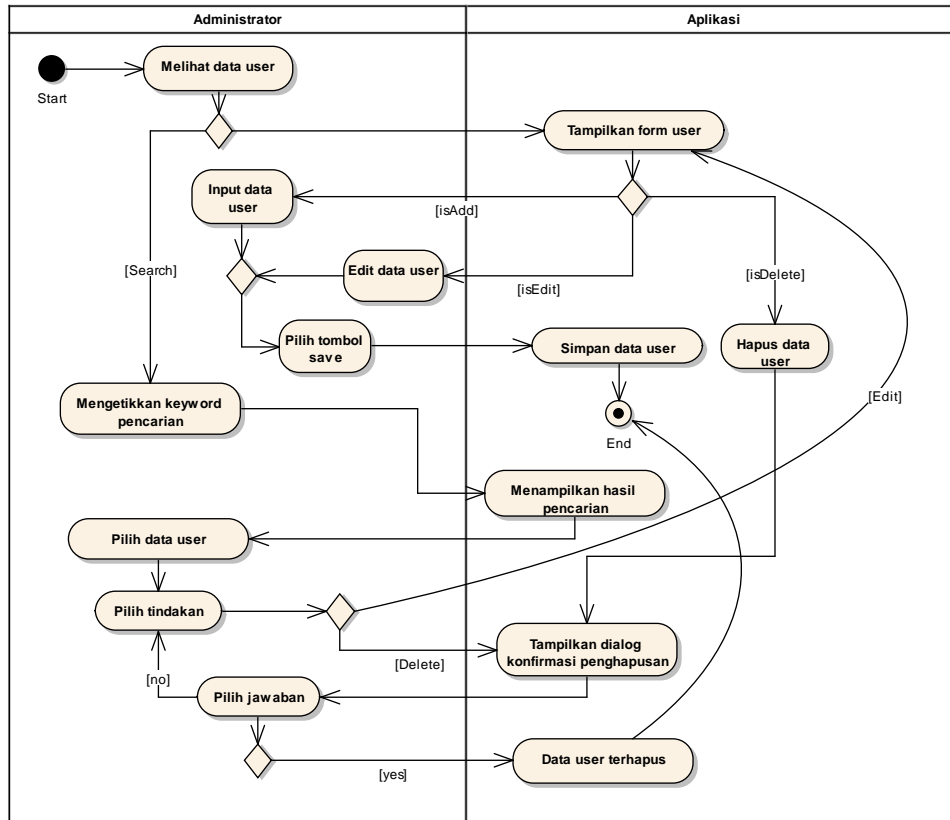 Administrator
Aplikasi
Melihat data user
Start
Tampilkan form user
Input data
user
[isAdd]
[Search]
Edit data user
[isEdit]
[isDelete]
Pilih tombol
save
Simpan data user
Hapus data
user
Mengetikkan keyword
pencarian
[Edit]
End
Menampilkan hasil
pencarian
Pilih data user
Pilih tindakan
Tampilkan dialog
konfirmasi penghapusan
[Delete]
[no]
Pilih jawaban
Data user terhapus
[yes]